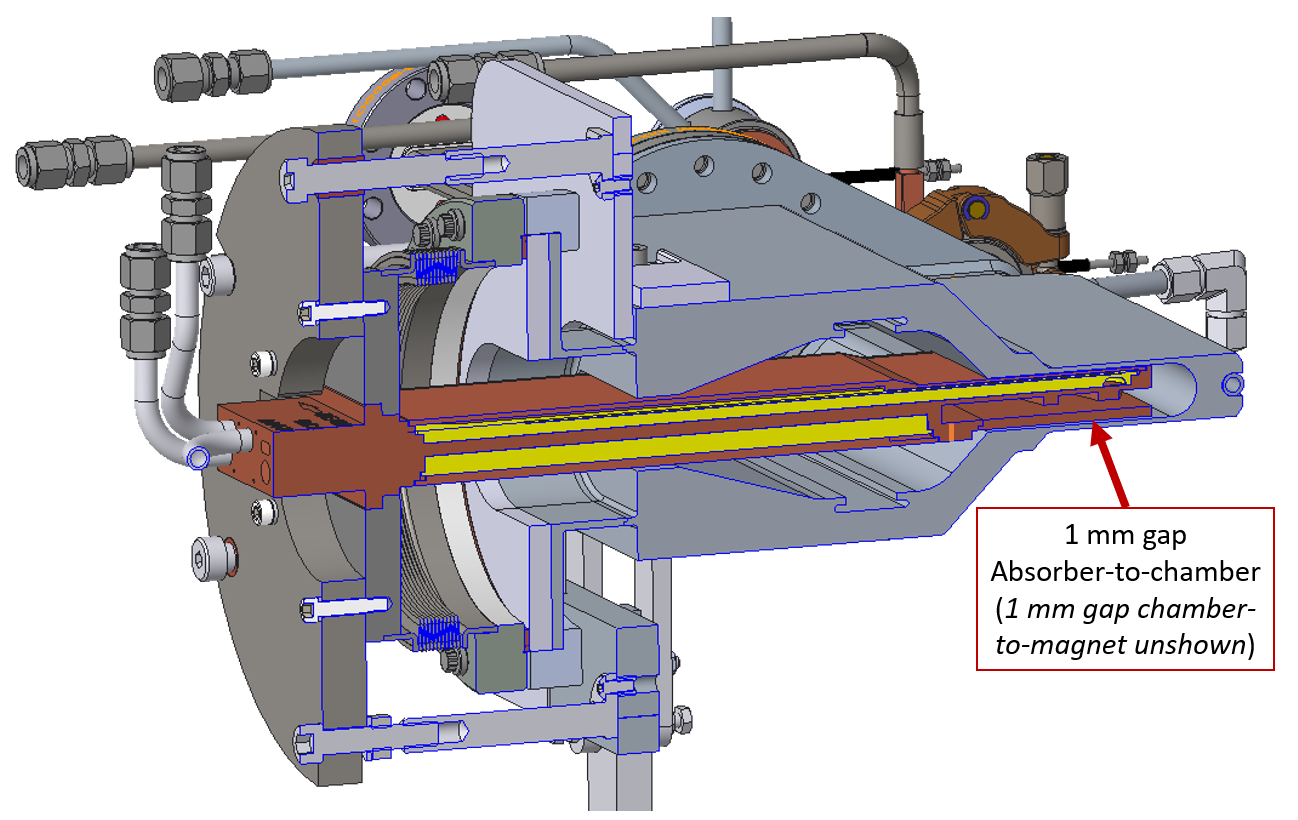 1 mm gap
Absorber-to-chamber
(1 mm gap chamber-
to-magnet unshown)